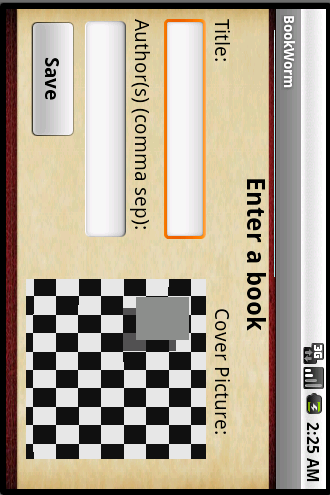 3G 2:25 AM
BookWorm
Enter a book
Title:
Cover Picture:
Author(s) (comma sep):
Save